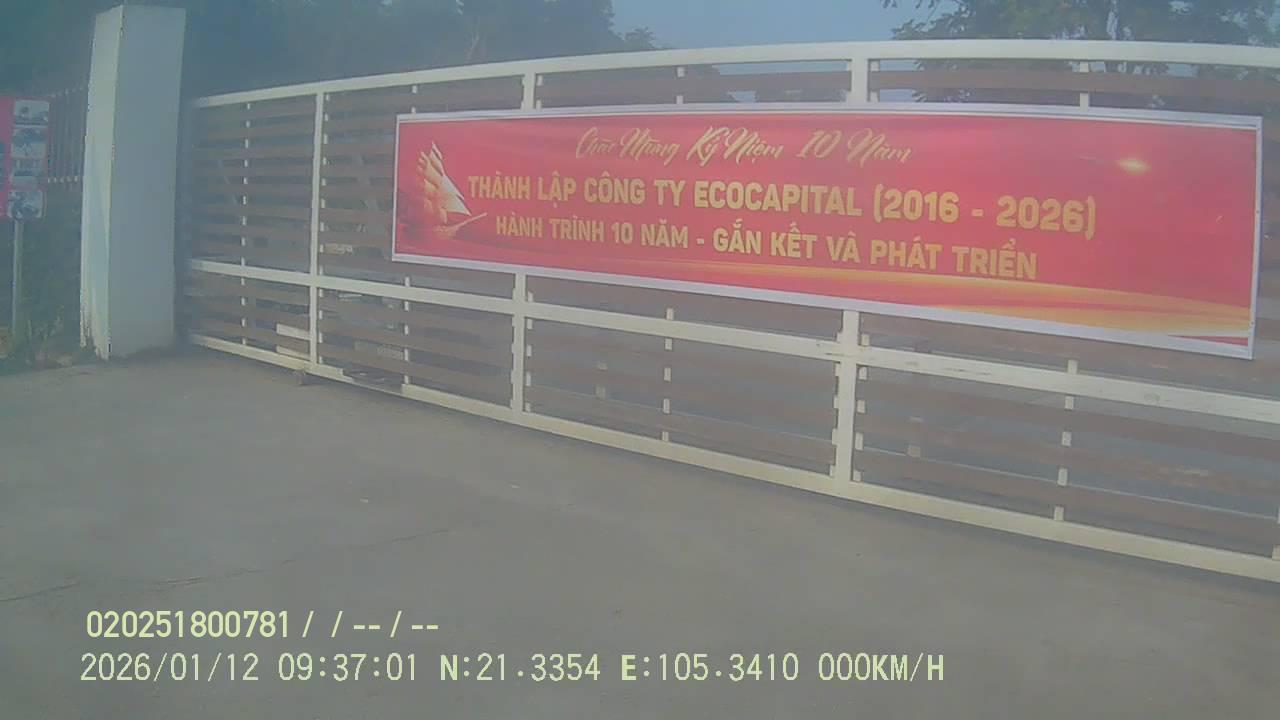 Chào Mừng Kỷ Niệm 10 Năm
THÀNH LẬP CÔNG TY ECOCAPITAL (2016 - 2026)
HÀNH TRÌNH 10 NĂM - GẮN KẾT VÀ PHÁT TRIỂN
020251800781 / / -- / --
2026/01/12 09:37:01 N:21.3354 E:105.3410 000KM/H